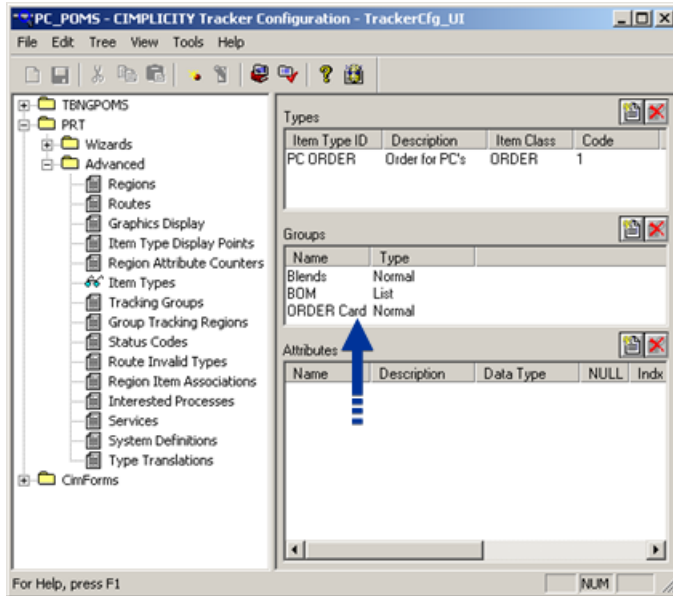 PC_POMS - CIMPLICITY Tracker Configuration - TrackerCfg_UI
File Edit Tree View Tools Help
TBNGPOMS
PRT
Wizards
Advanced
Regions
Routes
Graphics Display
Item Type Display Points
Region Attribute Counters
Item Types
Tracking Groups
Group Tracking Regions
Status Codes
Route Invalid Types
Region Item Associations
Interested Processes
Services
System Definitions
Type Translations
CimForms
Types
Item Type ID Description Item Class Code
PC ORDER Order for PC's ORDER 1
Groups
Name Type
Blends Normal
BOM List
ORDER Card Normal
Attributes
Name Description Data Type NULL Indx
For Help, press F1
NUM